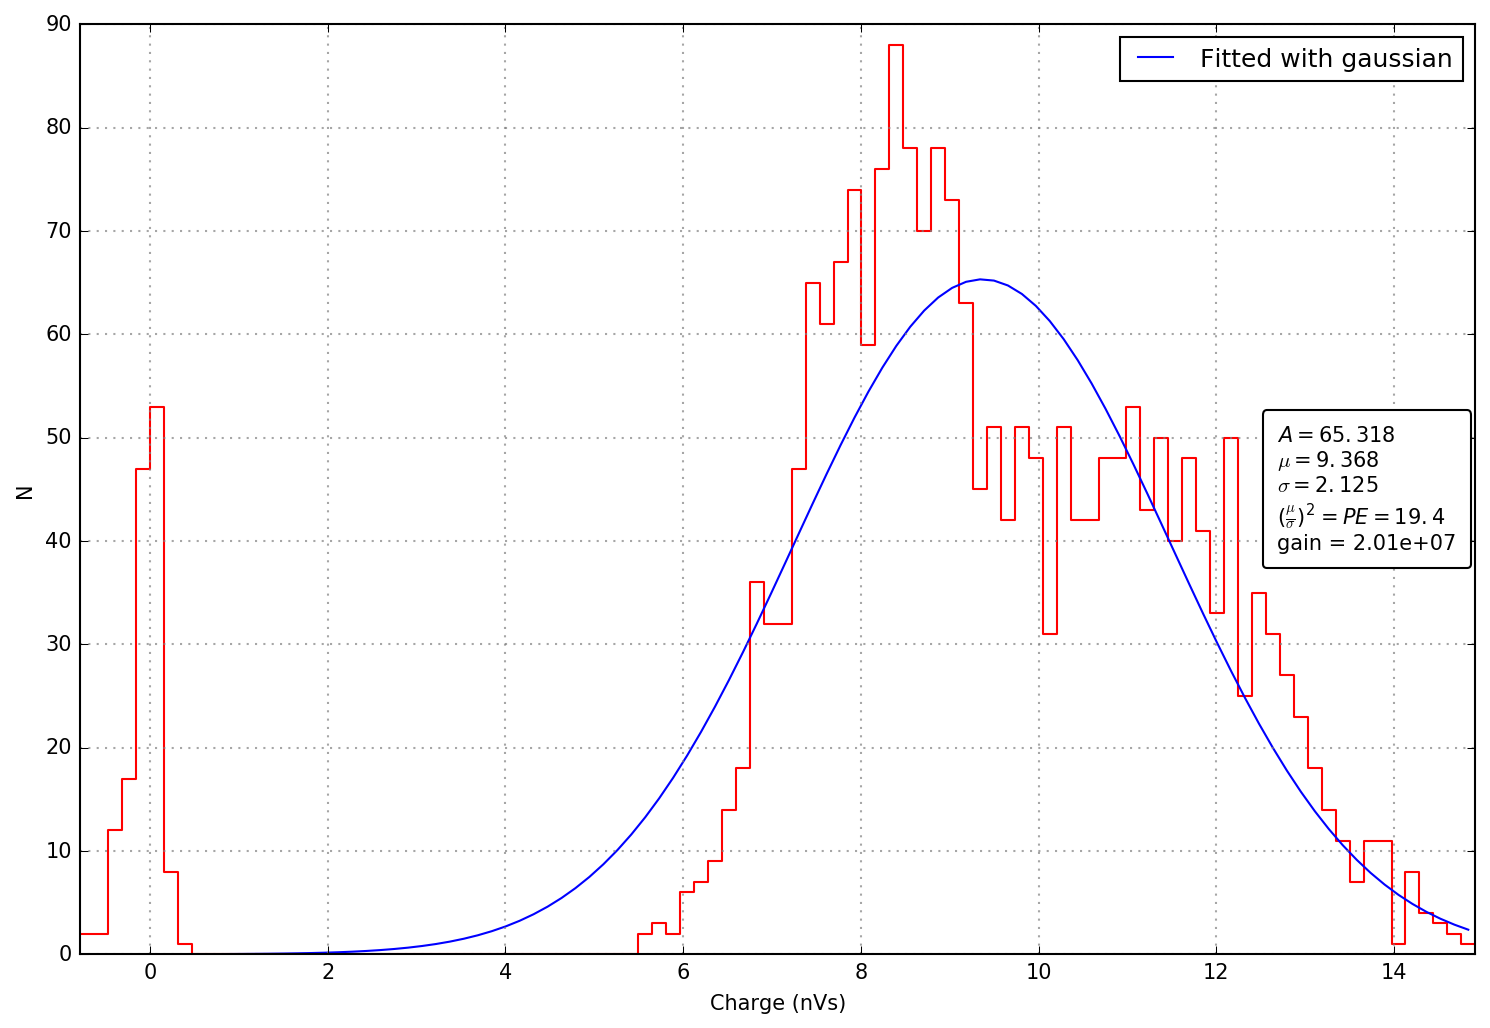 90
80
70
60
50
40
30
20
10
0
N
Fitted with gaussian
A = 65.318
μ = 9.368
σ = 2.125
(μ/σ)² = PE = 19.4
gain = 2.01e+07
0 2 4 6 8 10 12 14
Charge (nVs)